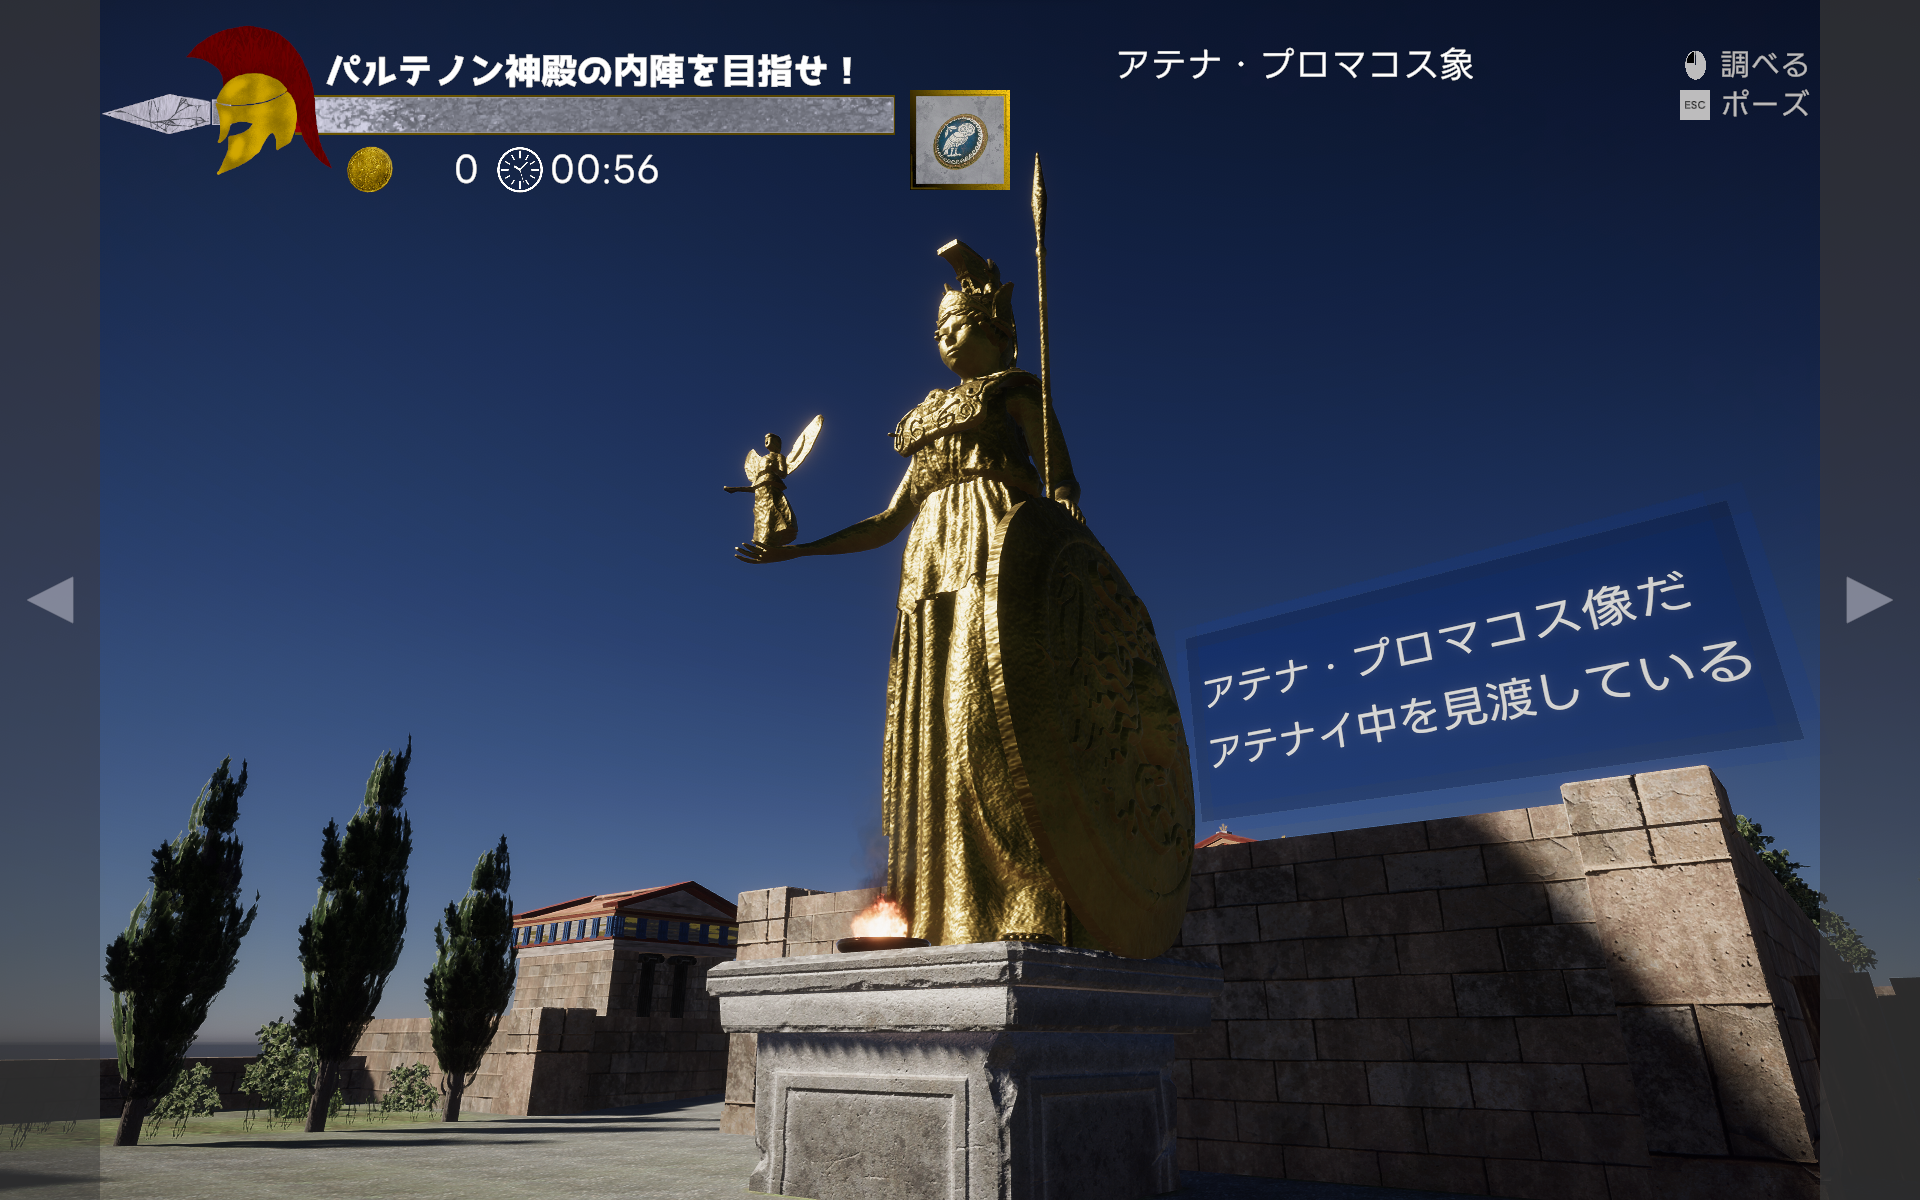 パルテノン神殿の内陣を目指せ！
0 00:56
アテナ・プロマコス象
調べる
ESC ポーズ
アテナ・プロマコス像だ
アテナイ中を見渡している